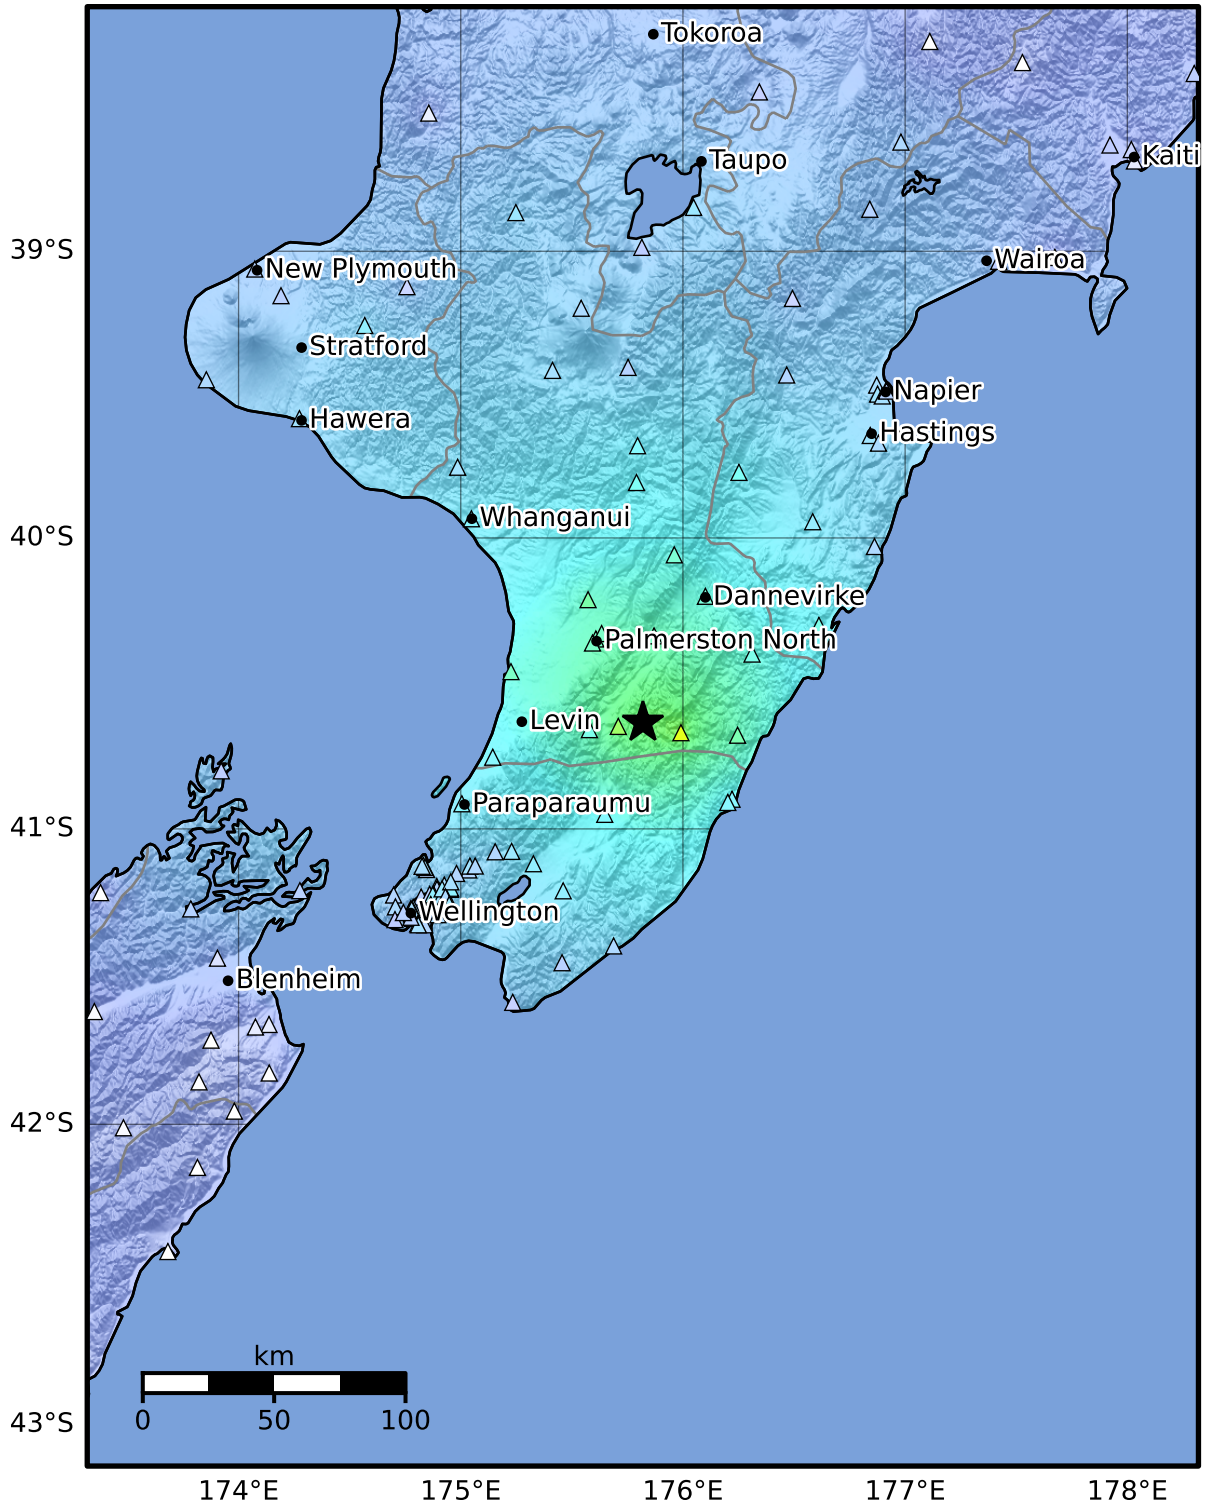 Tokoroa
Taupo
Kaiti
39°S
Wairoa
New Plymouth
Stratford
Napier
Hawera
Hastings
Whanganui
40°S
Dannevirke
Palmerston North
Levin
Paraparaumu
41°S
Wellington
Blenheim
42°S
km
0 50 100
43°S
174°E 175°E 176°E 177°E 178°E